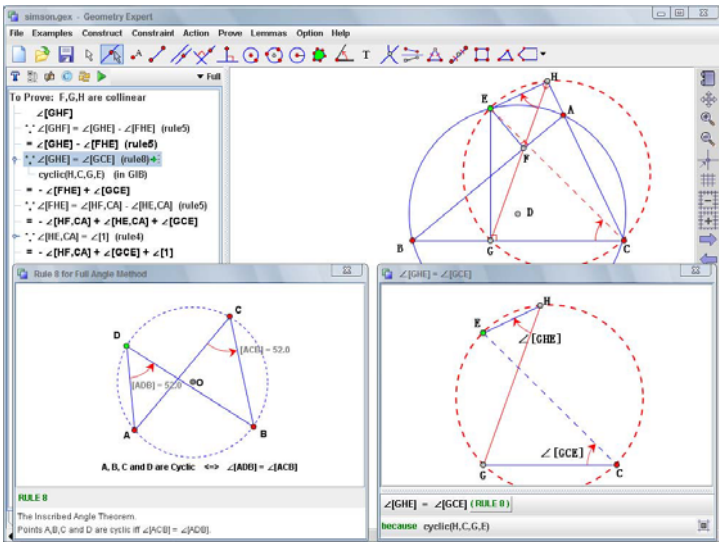 simson.gex - Geometry Expert
File Examples Construct Constraint Action Prove Lemmas Option Help
T
Full
To Prove: F,G,H are collinear
∠[GHF]
∵ ∠[GHF] = ∠[GHE] - ∠[FHE] (rule5)
= ∠[GHE] - ∠[FHE] (rule5)
∵ ∠[GHE] = ∠[GCE] (rule8)
cyclic(H,C,G,E) (in GIB)
= - ∠[FHE] + ∠[GCE]
∵ ∠[FHE] = ∠[HF,CA] - ∠[HE,CA] (rule5)
= - ∠[HF,CA] + ∠[HE,CA] + ∠[GCE]
∵ ∠[HE,CA] = ∠[1] (rule4)
= - ∠[HF,CA] + ∠[GCE] + ∠[1]
H
E
A
F
D
B
G
C
Rule 8 for Full Angle Method
C
D
[ACB] = 52.0
[ADB] = 52.0
O
A
B
A, B, C and D are Cyclic <=> ∠[ADB] = ∠[ACB]
RULE 8
The Inscribed Angle Theorem.
Points A,B,C and D are cyclic iff ∠[ACB] = ∠[ADB].
∠[GHE] = ∠[GCE]
H
E
∠[GHE]
∠[GCE]
G
C
∠[GHE] = ∠[GCE] (RULE 8)
because cyclic(H,C,G,E)